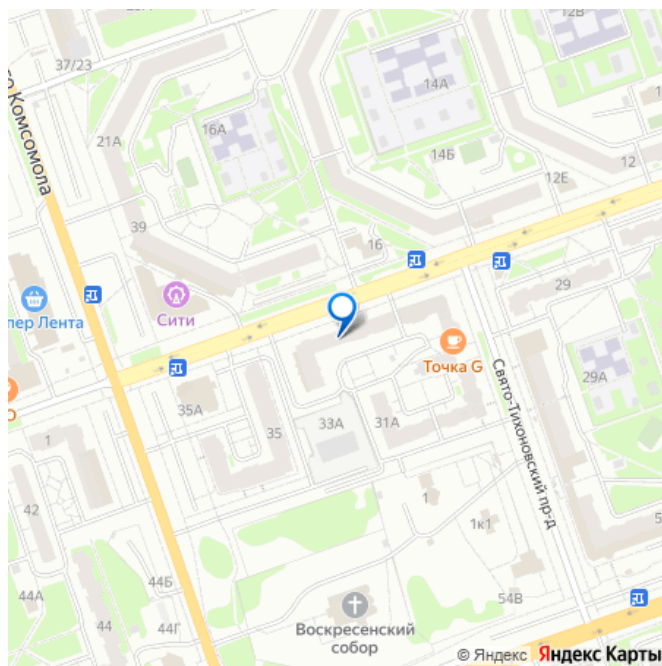 12В
37/23
14А
о Комсомола
16А
21А
14Б
12
12Е
39
16
29
Сити
пер Лента
Точка G
Свято-Тихоновский пр-д
29А
35А
33А
31А
35
1
1
42
1к1
44Б
44А
54В
44
44Г
Воскресенский
собор
© Яндекс Яндекс Карты